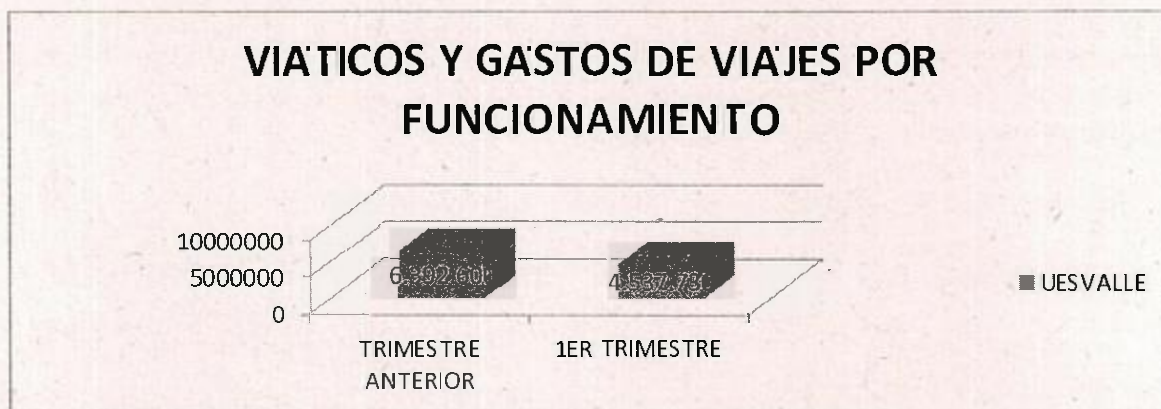 VIATICOS Y GASTOS DE VIAJES POR
FUNCIONAMIENTO
10000000
5000000
0
TRIMESTRE
ANTERIOR
1ER TRIMESTRE
UESVALLE